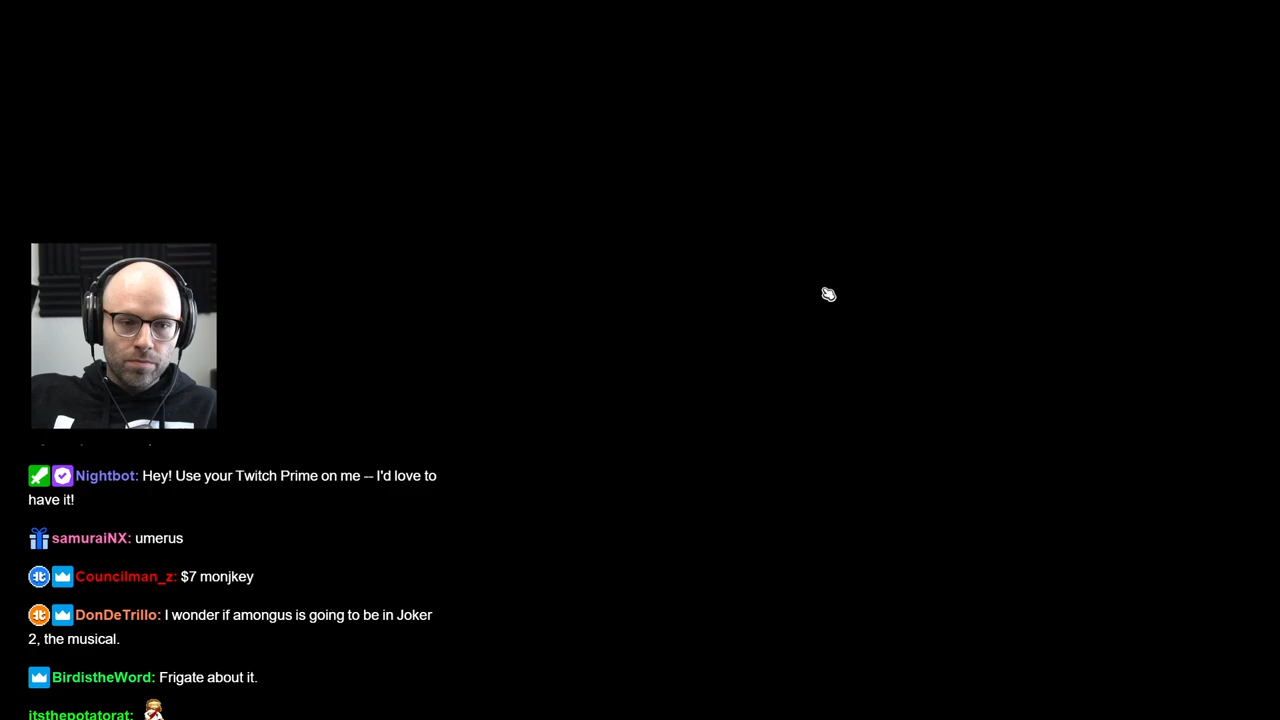 Nightbot: Hey! Use your Twitch Prime on me -- I'd love to
have it!
samuraiNX: umerus
Councilman_z: $7 monjkey
DonDeTrillo: I wonder if amongus is going to be in Joker
2, the musical.
BirdistheWord: Frigate about it.
itsthepotatorat: